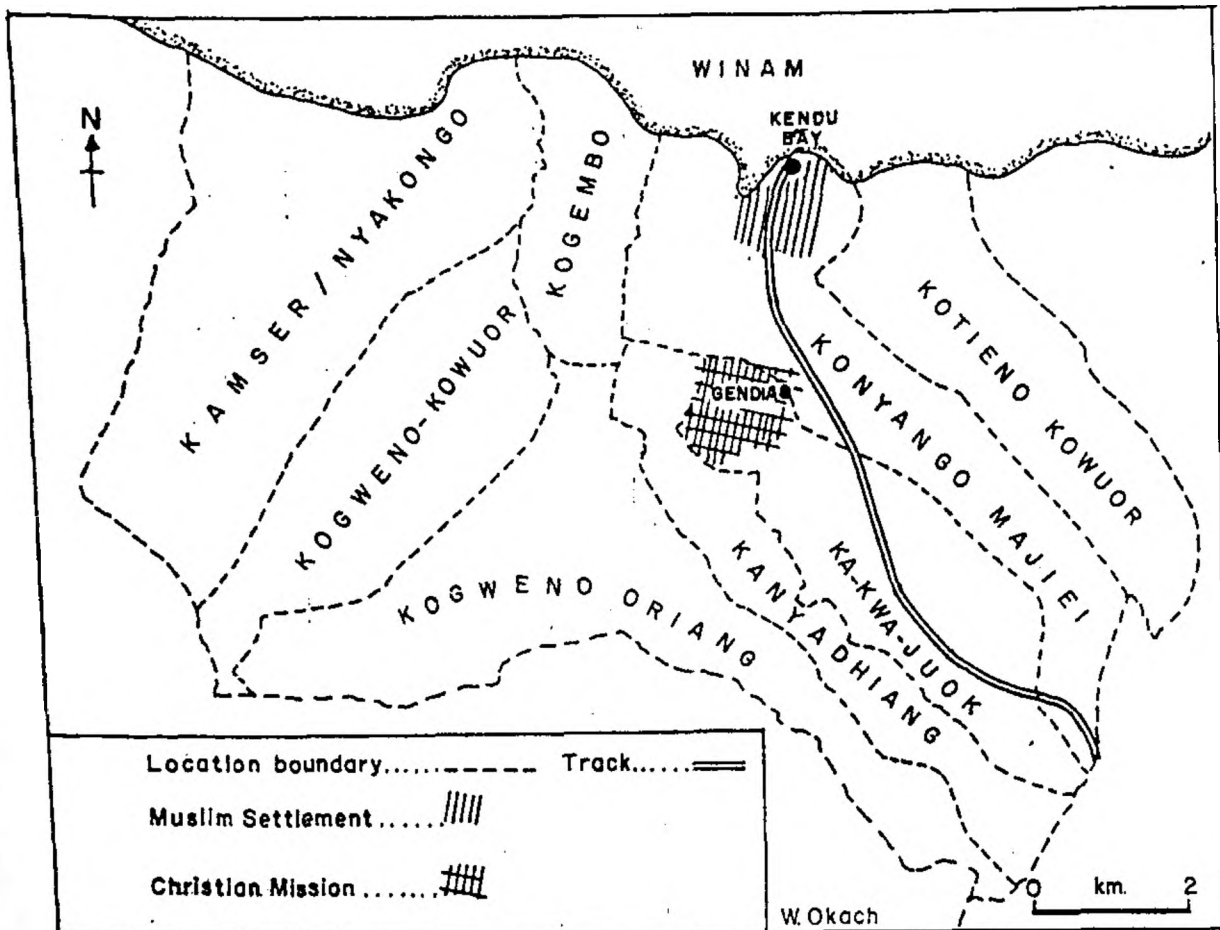 WINAM
N
KENDU
BAY
KAMSER/NYAKONGO
KOGEMBO
KOGWENO-KOWUOR
GENDIA
KONYANGO MAJIEI
KOTIENO KOWUOR
KOGWENO ORIANG
KANYADHIANG
KA-KWA-JUOK
Location boundary...... Track.....
Muslim Settlement ......
Christian Mission .......
0 km. 2
W. Okach